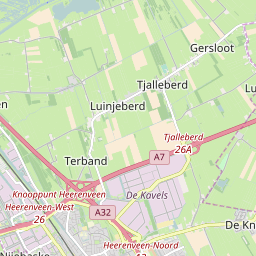 Gersloot
Tjalleberd
Luinjeberd
Tjalleberd
26A
A7
Terband
Knooppunt Heerenveen
Heerenveen-West
26
De Kavels
A32
Heerenveen-Noord